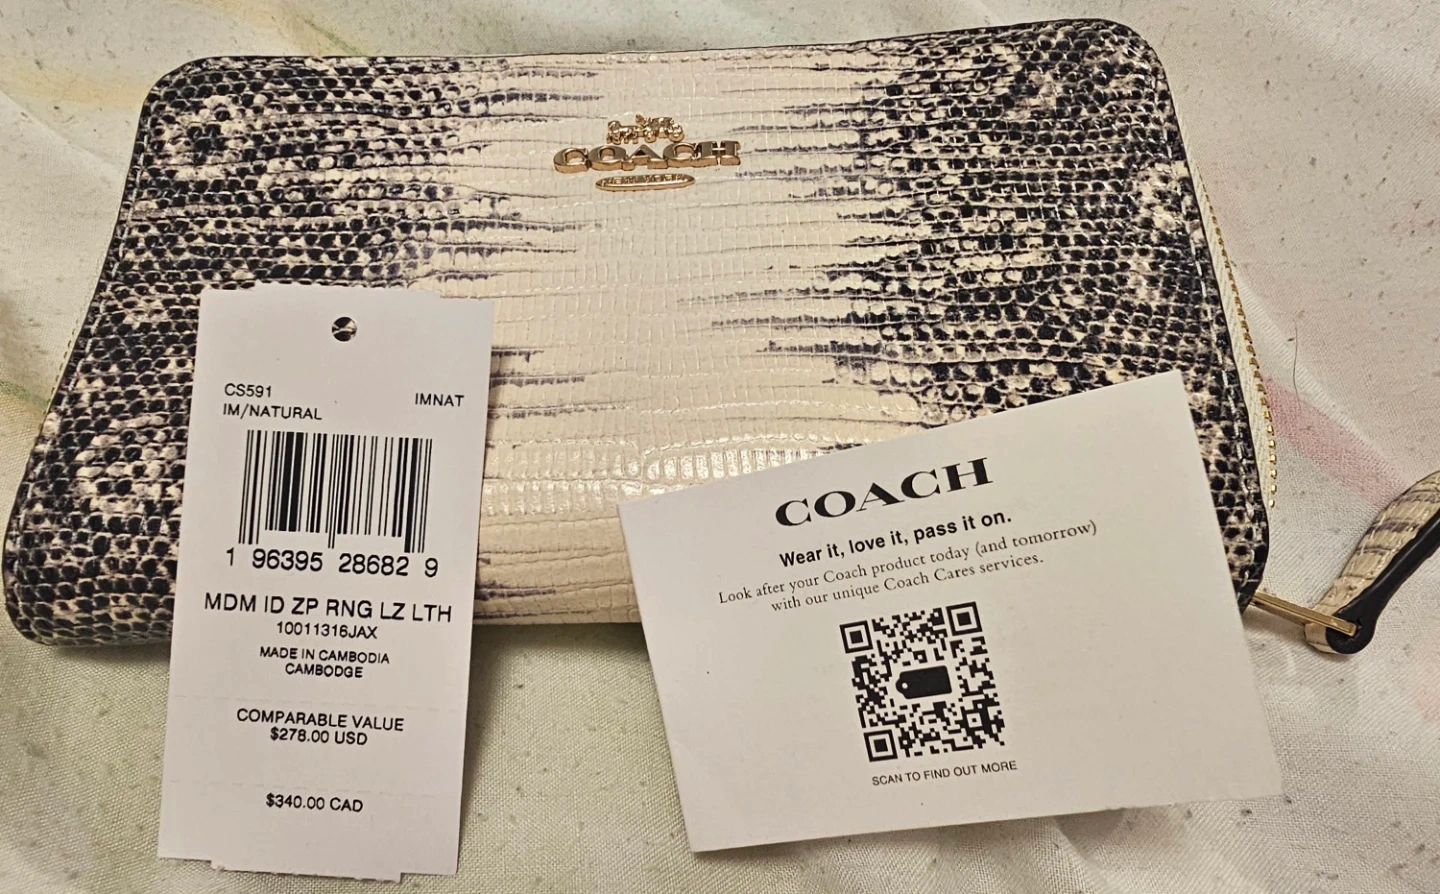 COACH
CS591
IM/NATURAL
IMNAT
1 96395 28682 9
MDM ID ZP RNG LZ LTH
10011316JAX
MADE IN CAMBODIA
CAMBODGE
COMPARABLE VALUE
$278.00 USD
$340.00 CAD
COACH
Wear it, love it, pass it on.
Look after your Coach product today (and tomorrow)
with our unique Coach Cares services.
SCAN TO FIND OUT MORE